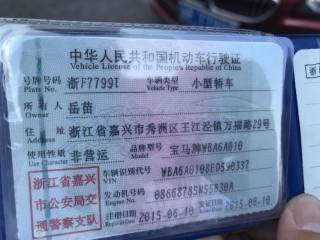 中华人民共和国机动车行驶证
Vehicle License of the People's Republic of China
号牌号码 浙F7799T 车辆类型 小型轿车
Plate No. Vehicle Type
所有人 岳苗
Owner
住址 浙江省嘉兴市秀洲区王江泾镇万福路29号
Address
使用性质 非营运 品牌型号 宝马牌WBA6A010
Use Character Model
浙江省嘉兴 车辆识别代号 WBA6A0108ED590337
VIN
市公安局交 发动机号码 08668785N55B30A
Engine No.
通警察支队 注册日期 2015-06-10 发证日期 2015-06-10
Register Date Issue Date